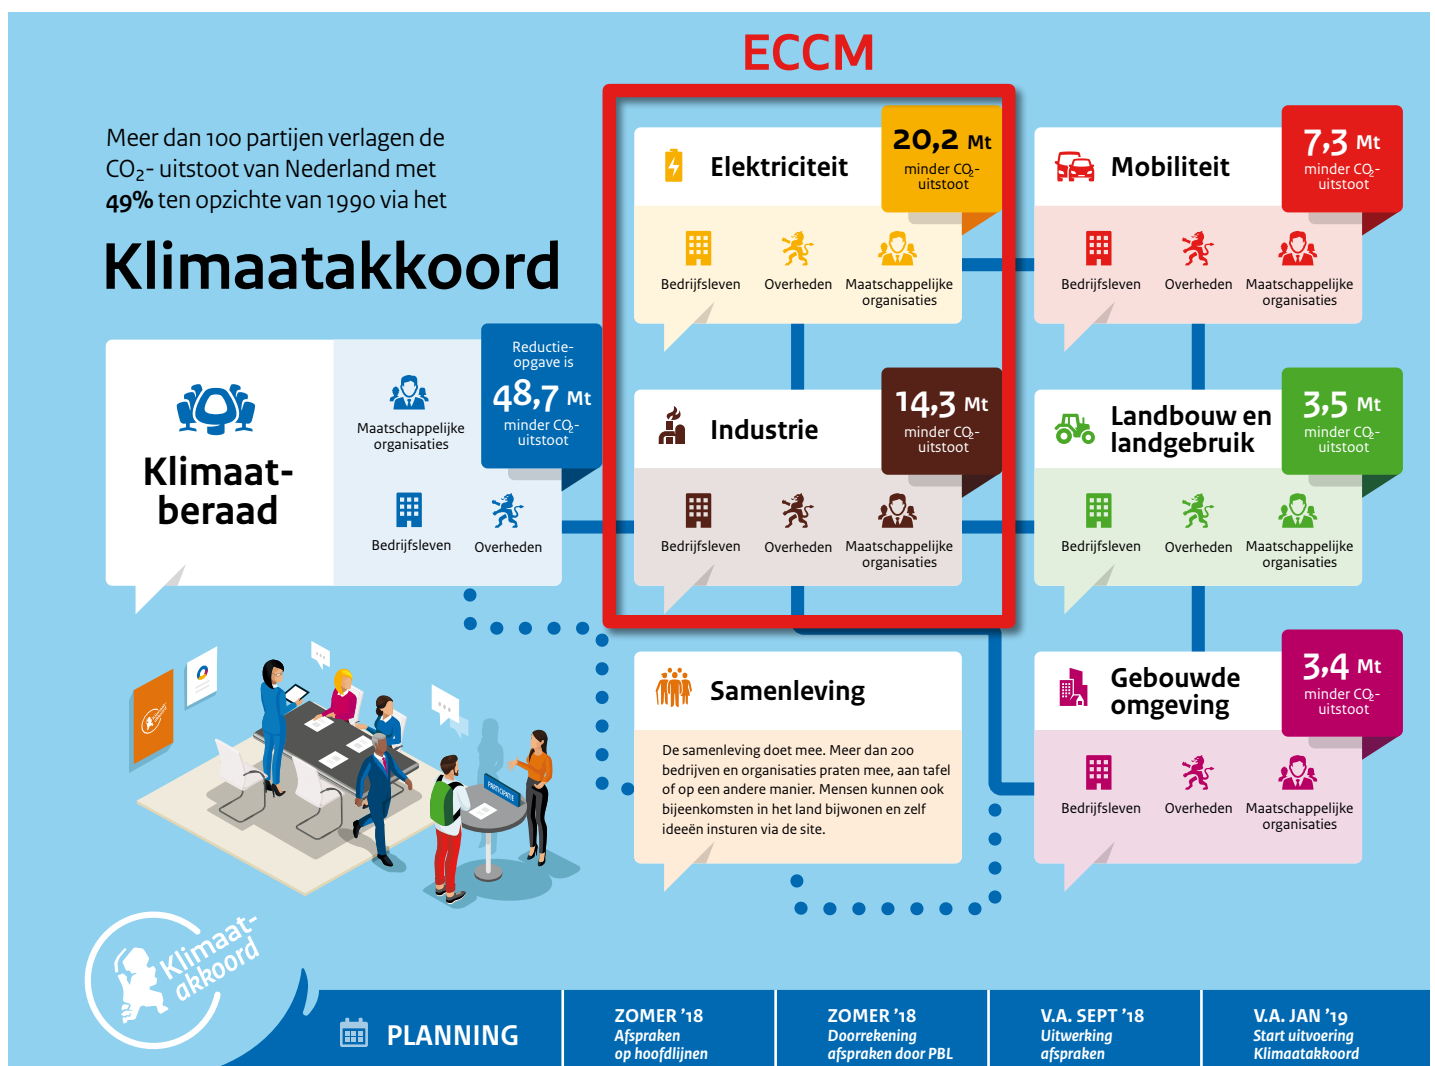 ECCM
Meer dan 100 partijen verlagen de
CO₂- uitstoot van Nederland met
49% ten opzichte van 1990 via het
Klimaatakkoord
Klimaat-
beraad
Maatschappelijke
organisaties
Bedrijfsleven
Overheden
Reductie-
opgave is
48,7 Mt
minder CO₂-
uitstoot
Elektriciteit
20,2 Mt
minder CO₂-
uitstoot
Bedrijfsleven
Overheden
Maatschappelijke
organisaties
Mobiliteit
7,3 Mt
minder CO₂-
uitstoot
Bedrijfsleven
Overheden
Maatschappelijke
organisaties
Industrie
14,3 Mt
minder CO₂-
uitstoot
Bedrijfsleven
Overheden
Maatschappelijke
organisaties
Landbouw en
landgebruik
3,5 Mt
minder CO₂-
uitstoot
Bedrijfsleven
Overheden
Maatschappelijke
organisaties
Samenleving
De samenleving doet mee. Meer dan 200
bedrijven en organisaties praten mee, aan tafel
of op een andere manier. Mensen kunnen ook
bijeenkomsten in het land bijwonen en zelf
ideeën insturen via de site.
Gebouwde
omgeving
3,4 Mt
minder CO₂-
uitstoot
Bedrijfsleven
Overheden
Maatschappelijke
organisaties
PARTICIPATIE
Klimaat-
akkoord
PLANNING
ZOMER ’18
Afspraken
op hoofdlijnen
ZOMER ’18
Doorrekening
afspraken door PBL
V.A. SEPT ’18
Uitwerking
afspraken
V.A. JAN ’19
Start uitvoering
Klimaatakkoord